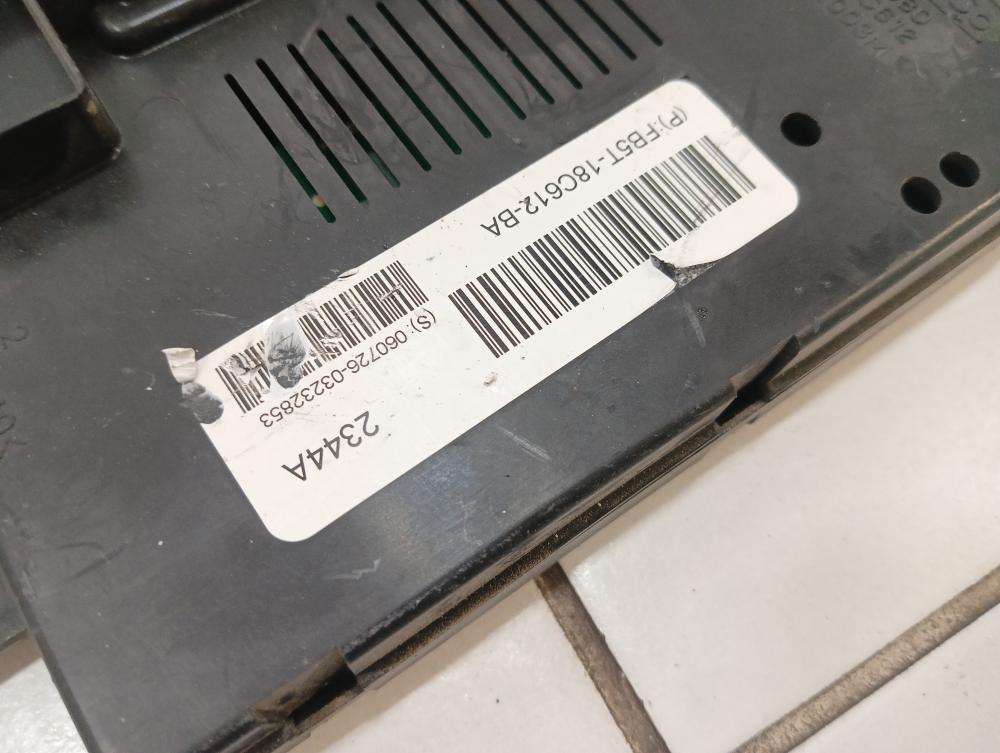 (P):FB5T-18C612-BA
(S): 060726-03232853
2344A